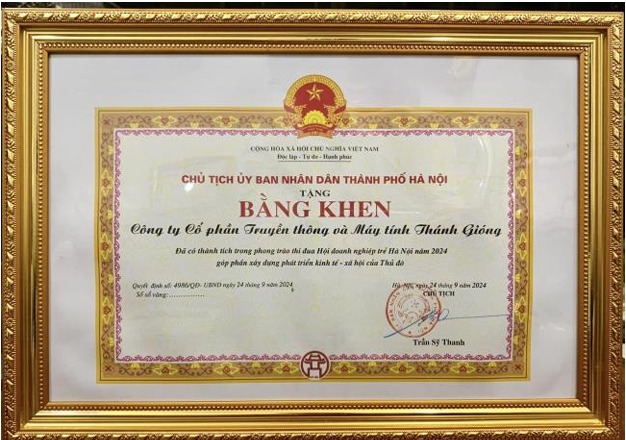 CỘNG HÒA XÃ HỘI CHỦ NGHĨA VIỆT NAM
Độc lập - Tự do - Hạnh phúc
CHỦ TỊCH ỦY BAN NHÂN DÂN THÀNH PHỐ HÀ NỘI
TẶNG
BẰNG KHEN
Công ty Cổ phần Truyền thông và Máy tính Thánh Gióng
Đã có thành tích trong phong trào thi đua Hội doanh nghiệp trẻ Hà Nội năm 2024
góp phần xây dựng phát triển kinh tế - xã hội của Thủ đô
Quyết định số: 4986/QĐ- UBND ngày 24 tháng 9 năm 2024
Số sổ vàng:...............
Hà Nội, ngày 24 tháng 9 năm 2024
CHỦ TỊCH
Trần Sỹ Thanh